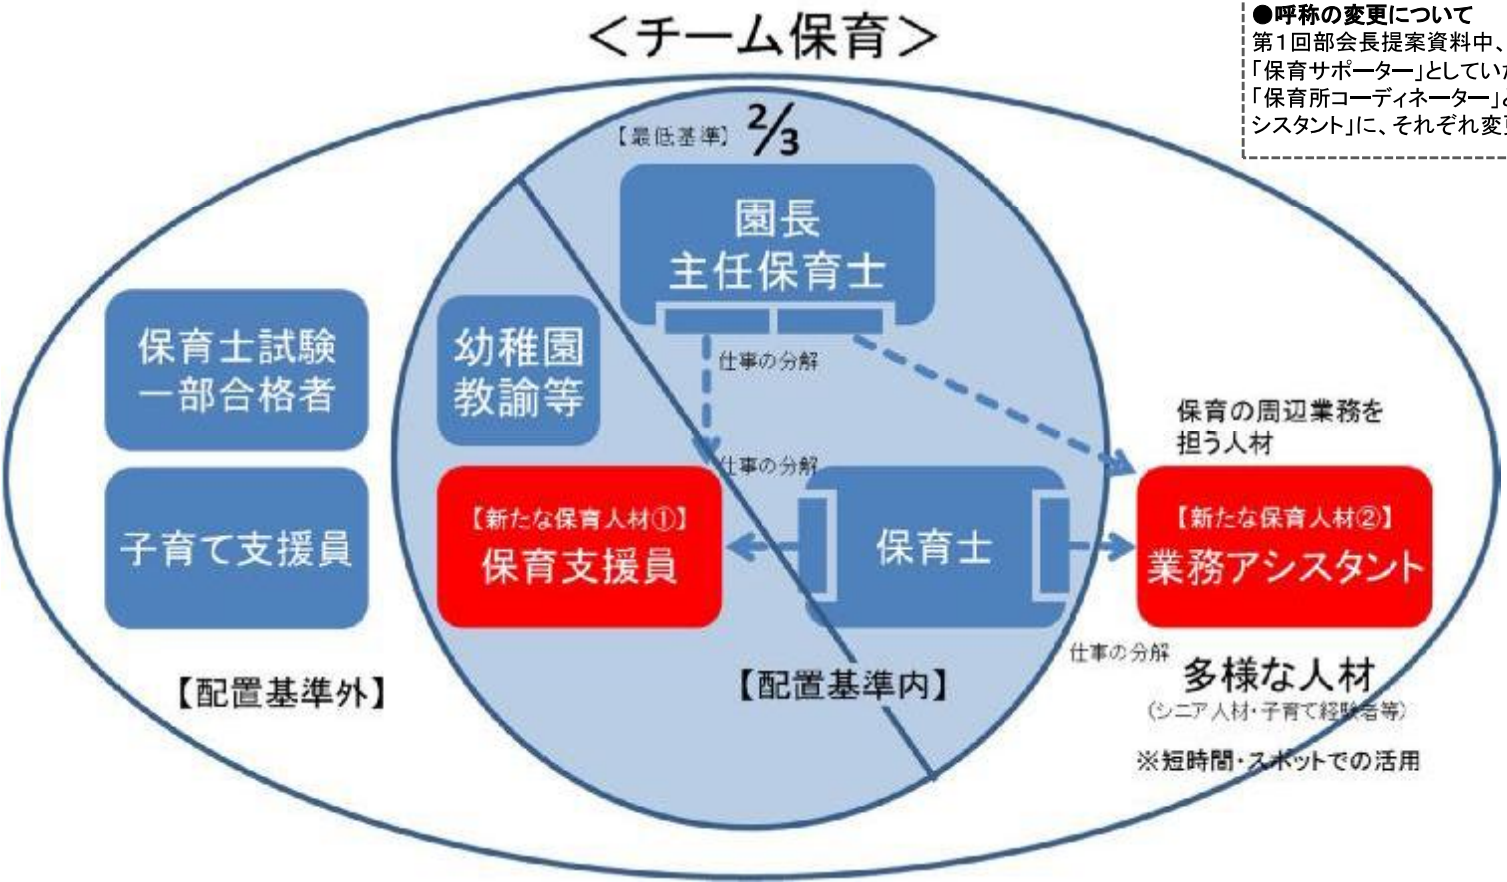 ＜チーム保育＞
●呼称の変更について
第1回部会長提案資料中、
「保育サポーター」としていた
「保育所コーディネーター」と
シスタント」に、それぞれ変更
【最低基準】 2/3
園長
主任保育士
保育士試験
一部合格者
幼稚園
教諭等
仕事の分解
保育の周辺業務を
担う人材
仕事の分解
子育て支援員
【新たな保育人材①】
保育支援員
保育士
【新たな保育人材②】
業務アシスタント
仕事の分解
【配置基準外】
【配置基準内】
多様な人材
（シニア人材・子育て経験者等）
※短時間・スポットでの活用